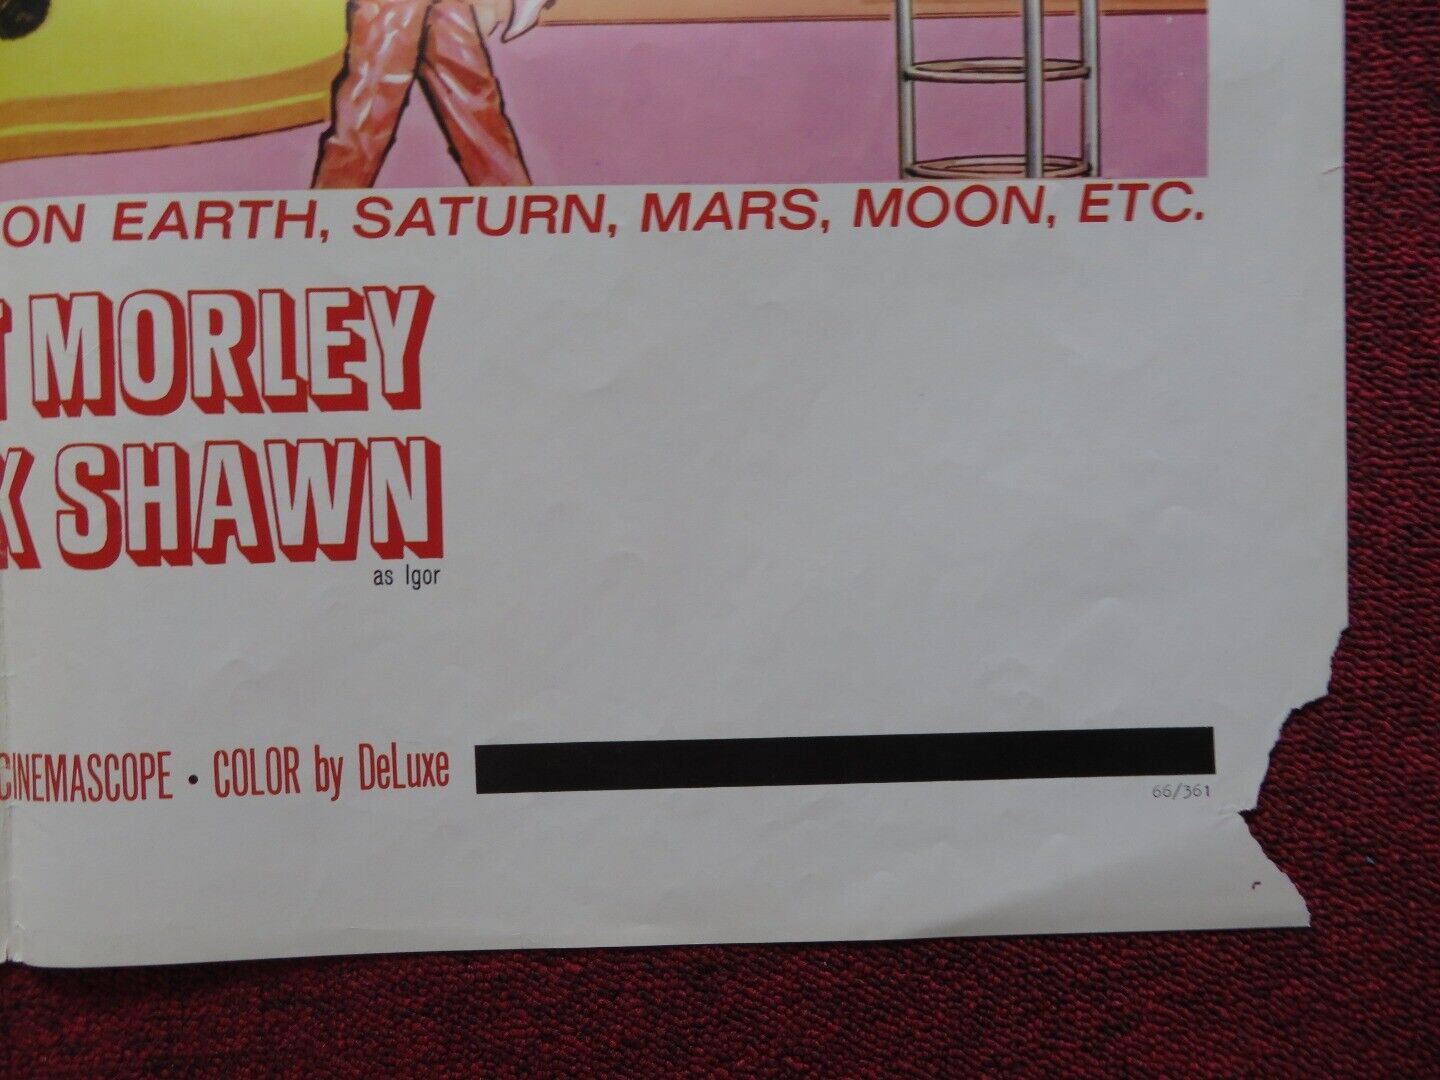 ON EARTH, SATURN, MARS, MOON, ETC.
MORLEY
SHAWN
as Igor
CINEMASCOPE • COLOR by DeLuxe
66/361